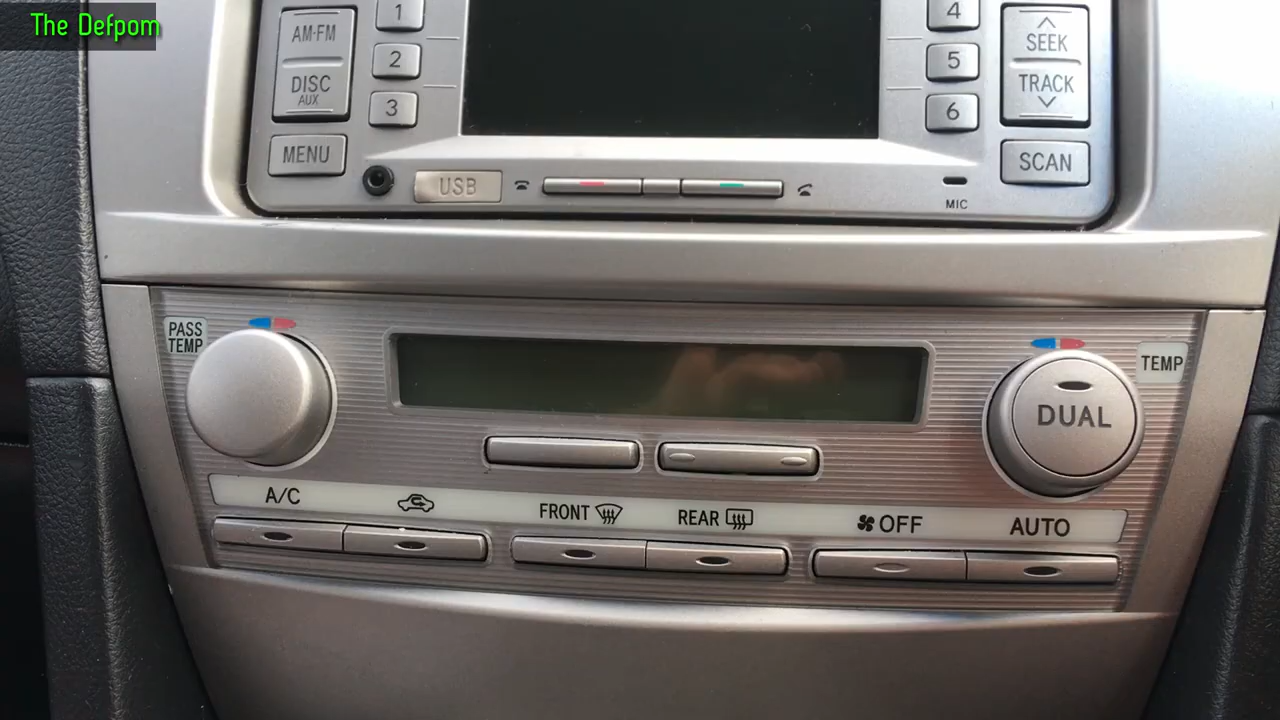 The Defpom
AM·FM
DISC
AUX
MENU
1
2
3
4
5
6
SEEK
TRACK
SCAN
USB
MIC
PASS
TEMP
TEMP
DUAL
A/C
FRONT
REAR
OFF
AUTO